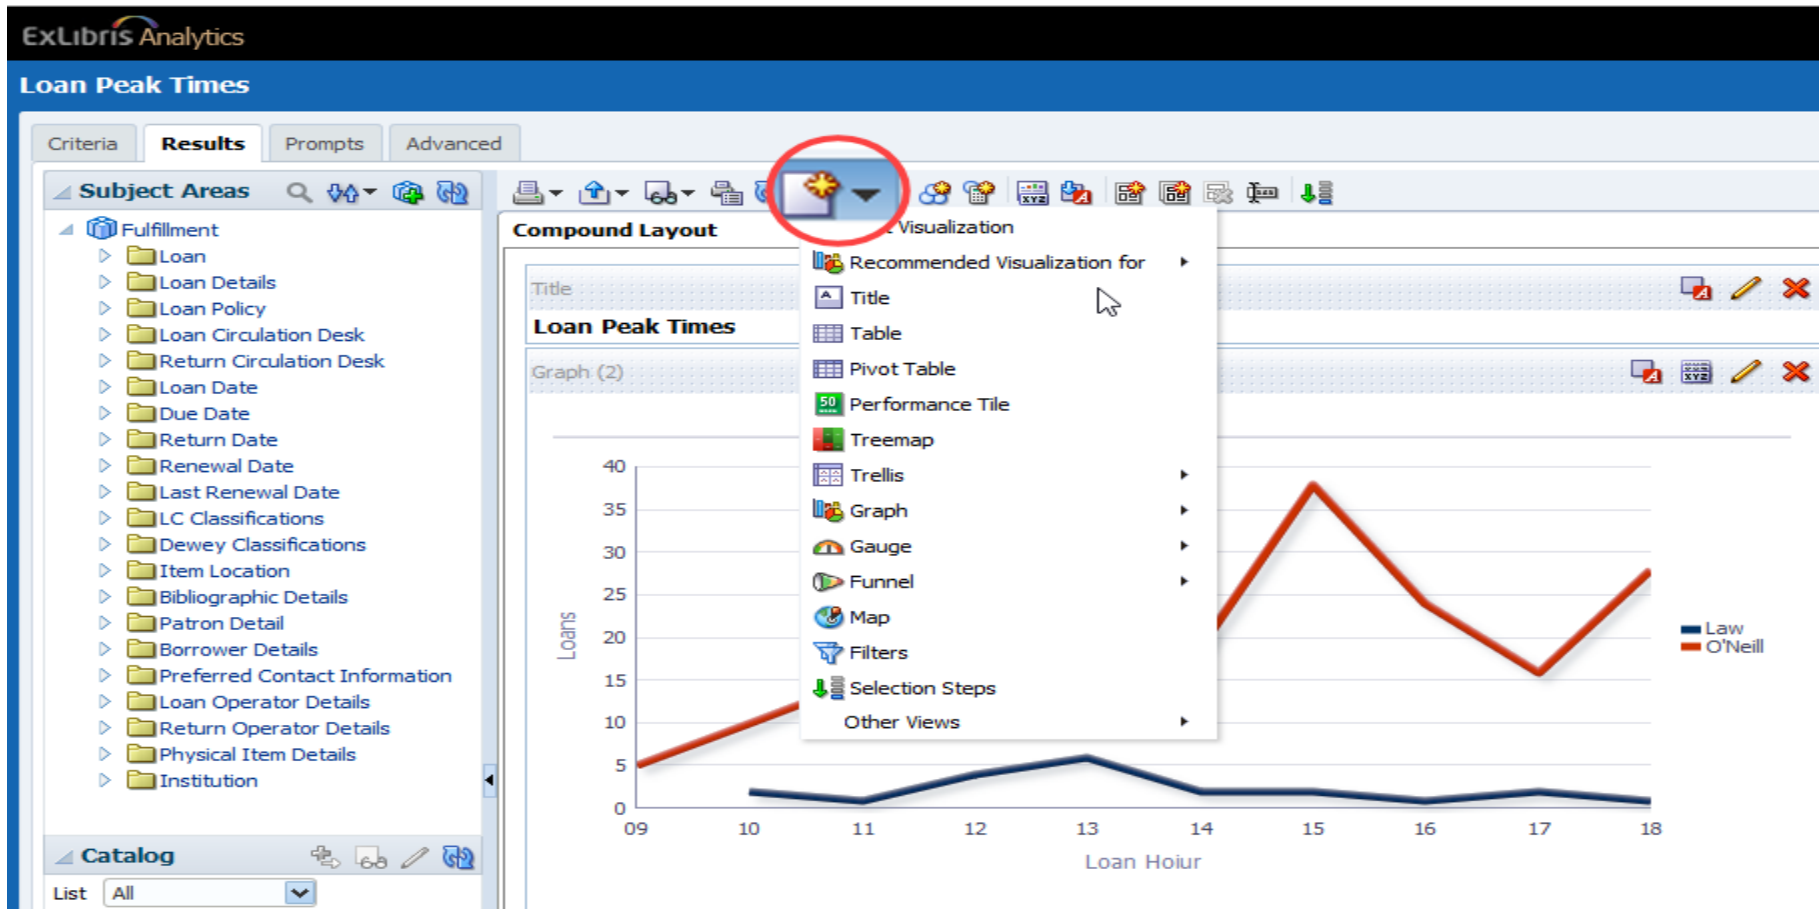 ExLibris Analytics
Loan Peak Times
Criteria Results Prompts Advanced
Subject Areas
Fulfillment
Loan
Loan Details
Loan Policy
Loan Circulation Desk
Return Circulation Desk
Loan Date
Due Date
Return Date
Renewal Date
Last Renewal Date
LC Classifications
Dewey Classifications
Item Location
Bibliographic Details
Patron Detail
Borrower Details
Preferred Contact Information
Loan Operator Details
Return Operator Details
Physical Item Details
Institution
Catalog
List All
Compound Layout
Title
Loan Peak Times
Graph (2)
Visualization
Recommended Visualization for
Title
Table
Pivot Table
Performance Tile
Treemap
Trellis
Graph
Gauge
Funnel
Map
Filters
Selection Steps
Other Views
40
35
30
25
20
15
10
5
0
Loans
09 10 11 12 13 14 15 16 17 18
Loan Hoiur
Law
O'Neill